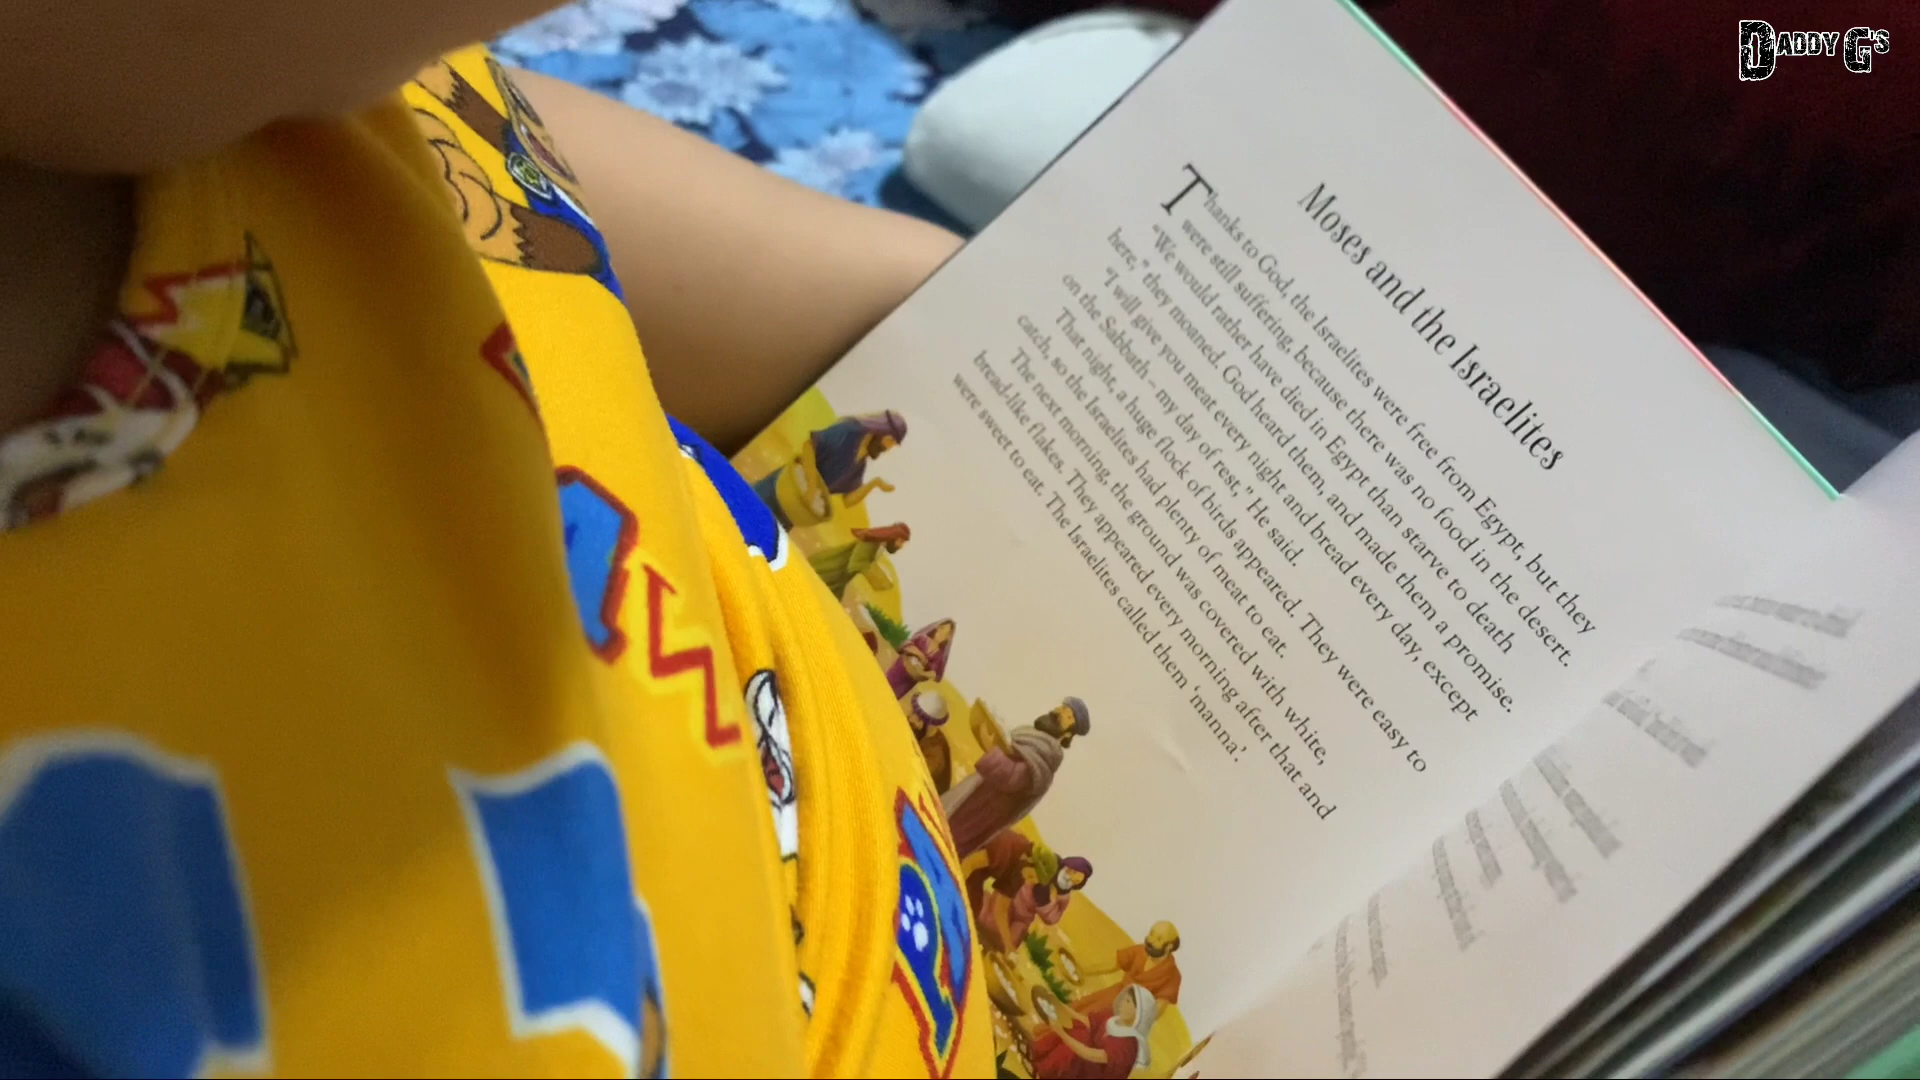 DADDY G's
Moses and the Israelites
Thanks to God, the Israelites were free from Egypt, but they
were still suffering, because there was no food in the desert.
“We would rather have died in Egypt than starve to death
here,” they moaned. God heard them, and made them a promise.
“I will give you meat every night and bread every day, except
on the Sabbath – my day of rest,” He said.
That night, a huge flock of birds appeared. They were easy to
catch, so the Israelites had plenty of meat to eat.
The next morning, the ground was covered with white,
bread-like flakes. They appeared every morning after that and
were sweet to eat. The Israelites called them ‘manna’.